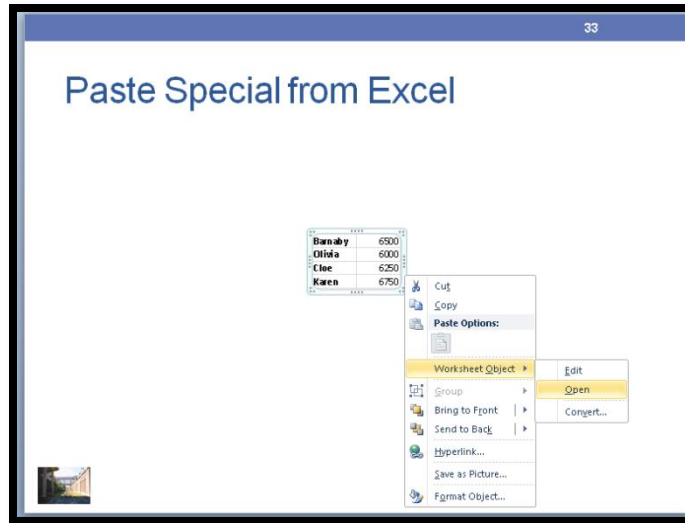 33
Paste Special from Excel
Barnaby 6500
Olivia 6000
Cloe 6250
Karen 6750
Cut
Copy
Paste Options:
Worksheet Object
Edit
Open
Convert...
Group
Bring to Front
Send to Back
Hyperlink...
Save as Picture...
Format Object...